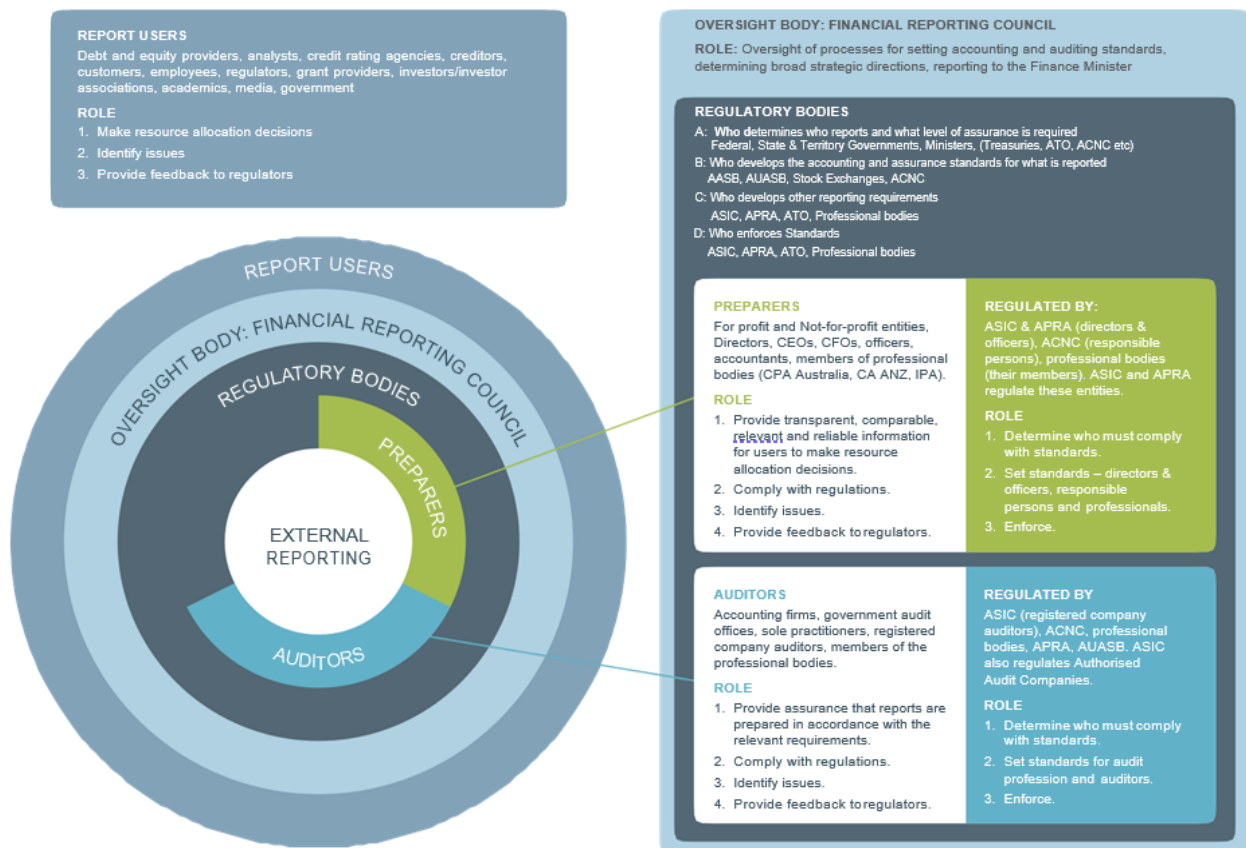 REPORT USERS
Debt and equity providers, analysts, credit rating agencies, creditors,
customers, employees, regulators, grant providers, investors/investor
associations, academics, media, government
ROLE
1. Make resource allocation decisions
2. Identify issues
3. Provide feedback to regulators
REPORT USERS
OVERSIGHT BODY: FINANCIAL REPORTING COUNCIL
REGULATORY BODIES
PREPARERS
EXTERNAL
REPORTING
AUDITORS
OVERSIGHT BODY: FINANCIAL REPORTING COUNCIL
ROLE: Oversight of processes for setting accounting and auditing standards,
determining broad strategic directions, reporting to the Finance Minister
REGULATORY BODIES
A: Who determines who reports and what level of assurance is required
Federal, State & Territory Governments, Ministers, (Treasuries, ATO, ACNC etc)
B: Who develops the accounting and assurance standards for what is reported
AASB, AUASB, Stock Exchanges, ACNC
C: Who develops other reporting requirements
ASIC, APRA, ATO, Professional bodies
D: Who enforces Standards
ASIC, APRA, ATO, Professional bodies
PREPARERS
For profit and Not-for-profit entities,
Directors, CEOs, CFOs, officers,
accountants, members of professional
bodies (CPA Australia, CA ANZ, IPA).
ROLE
1. Provide transparent, comparable,
relevant and reliable information
for users to make resource
allocation decisions.
2. Comply with regulations.
3. Identify issues.
4. Provide feedback to regulators.
REGULATED BY:
ASIC & APRA (directors &
officers), ACNC (responsible
persons), professional bodies
(their members). ASIC and APRA
regulate these entities.
ROLE
1. Determine who must comply
with standards.
2. Set standards – directors &
officers, responsible
persons and professionals.
3. Enforce.
AUDITORS
Accounting firms, government audit
offices, sole practitioners, registered
company auditors, members of the
professional bodies.
ROLE
1. Provide assurance that reports are
prepared in accordance with the
relevant requirements.
2. Comply with regulations.
3. Identify issues.
4. Provide feedback to regulators.
REGULATED BY
ASIC (registered company
auditors), ACNC, professional
bodies, APRA, AUASB. ASIC
also regulates Authorised
Audit Companies.
ROLE
1. Determine who must comply
with standards.
2. Set standards for audit
profession and auditors.
3. Enforce.